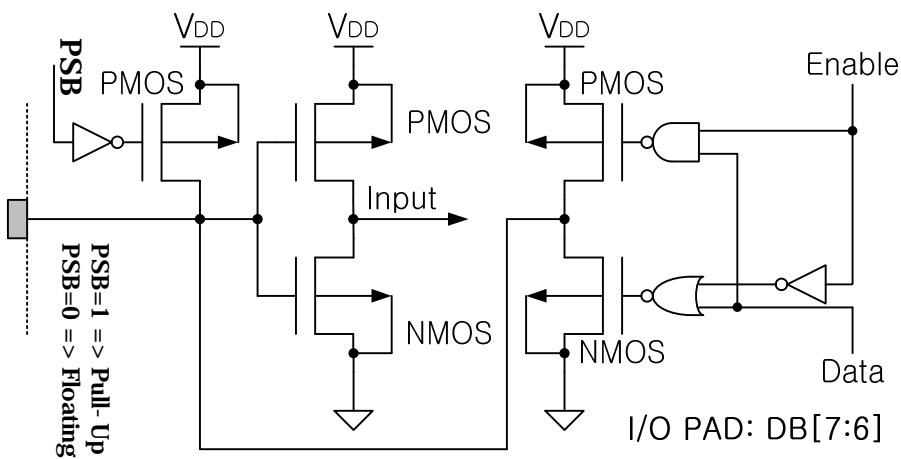 VDD
VDD
VDD
PSB
PMOS
PMOS
PMOS
Enable
Input
PSB=1 => Pull- Up
PSB=0 => Floating
NMOS
NMOS
Data
I/O PAD: DB[7:6]